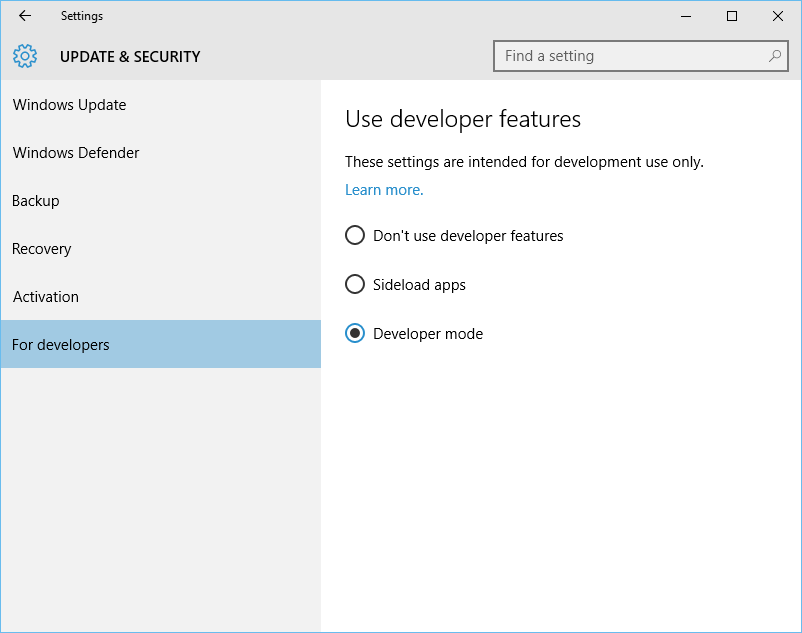 Settings
UPDATE & SECURITY
Find a setting
Windows Update
Windows Defender
Backup
Recovery
Activation
For developers
Use developer features
These settings are intended for development use only.
Learn more.
Don't use developer features
Sideload apps
Developer mode